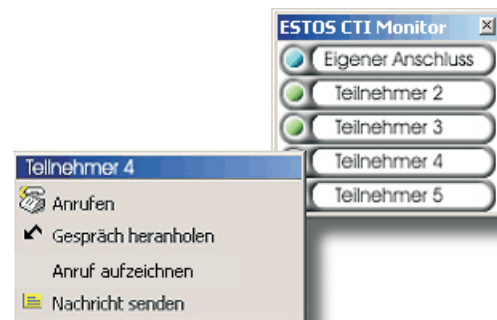 ESTOS CTI Monitor
Eigener Anschluss
Teilnehmer 2
Teilnehmer 3
Teilnehmer 4
Teilnehmer 5
Teilnehmer 4
Anrufen
Gespräch heranholen
Anruf aufzeichnen
Nachricht senden